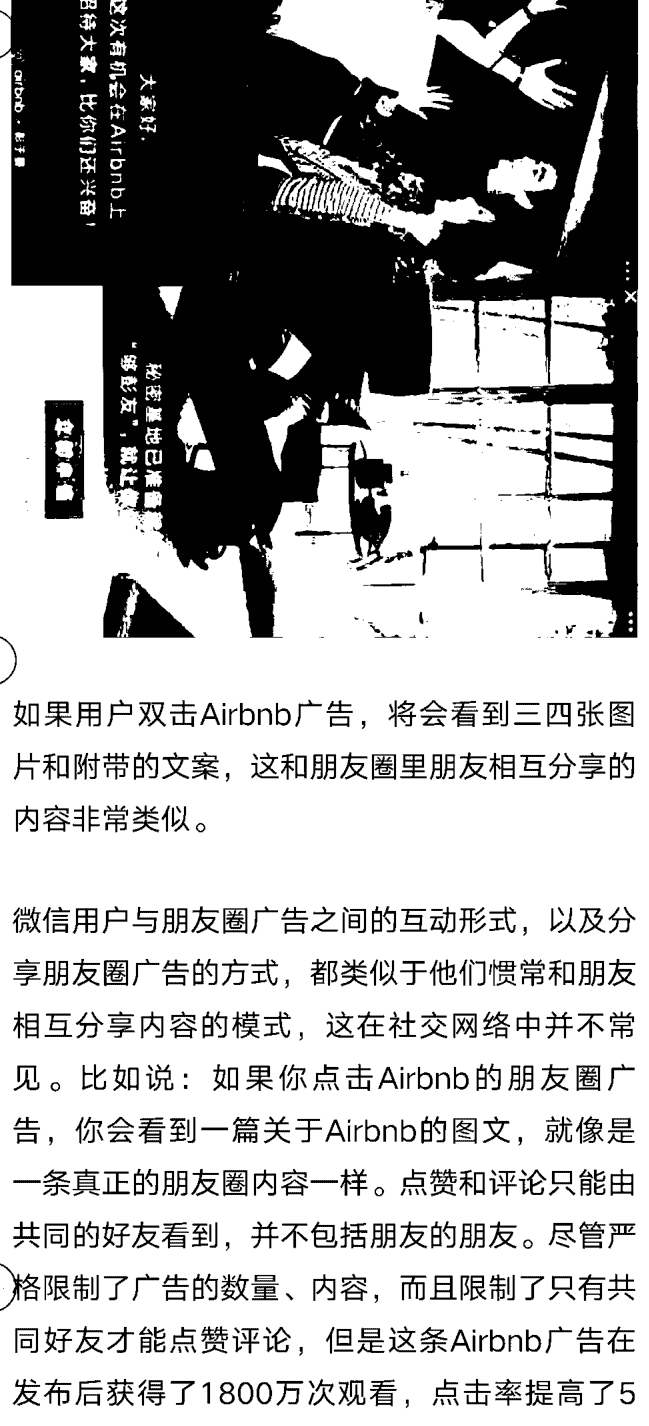 大家好，
这次有机会在Airbnb上
招待大家，比你们还兴奋！
airbnb
秘密基地已准
“够彭友”，就让
如果用户双击Airbnb广告，将会看到三四张图
片和附带的文案，这和朋友圈里朋友相互分享的
内容非常类似。
微信用户与朋友圈广告之间的互动形式，以及分
享朋友圈广告的方式，都类似于他们惯常和朋友
相互分享内容的模式，这在社交网络中并不常
见。比如说：如果你点击Airbnb的朋友圈广
告，你会看到一篇关于Airbnb的图文，就像是
一条真正的朋友圈内容一样。点赞和评论只能由
共同的好友看到，并不包括朋友的朋友。尽管严
格限制了广告的数量、内容，而且限制了只有共
同好友才能点赞评论，但是这条Airbnb广告在
发布后获得了1800万次观看，点击率提高了5